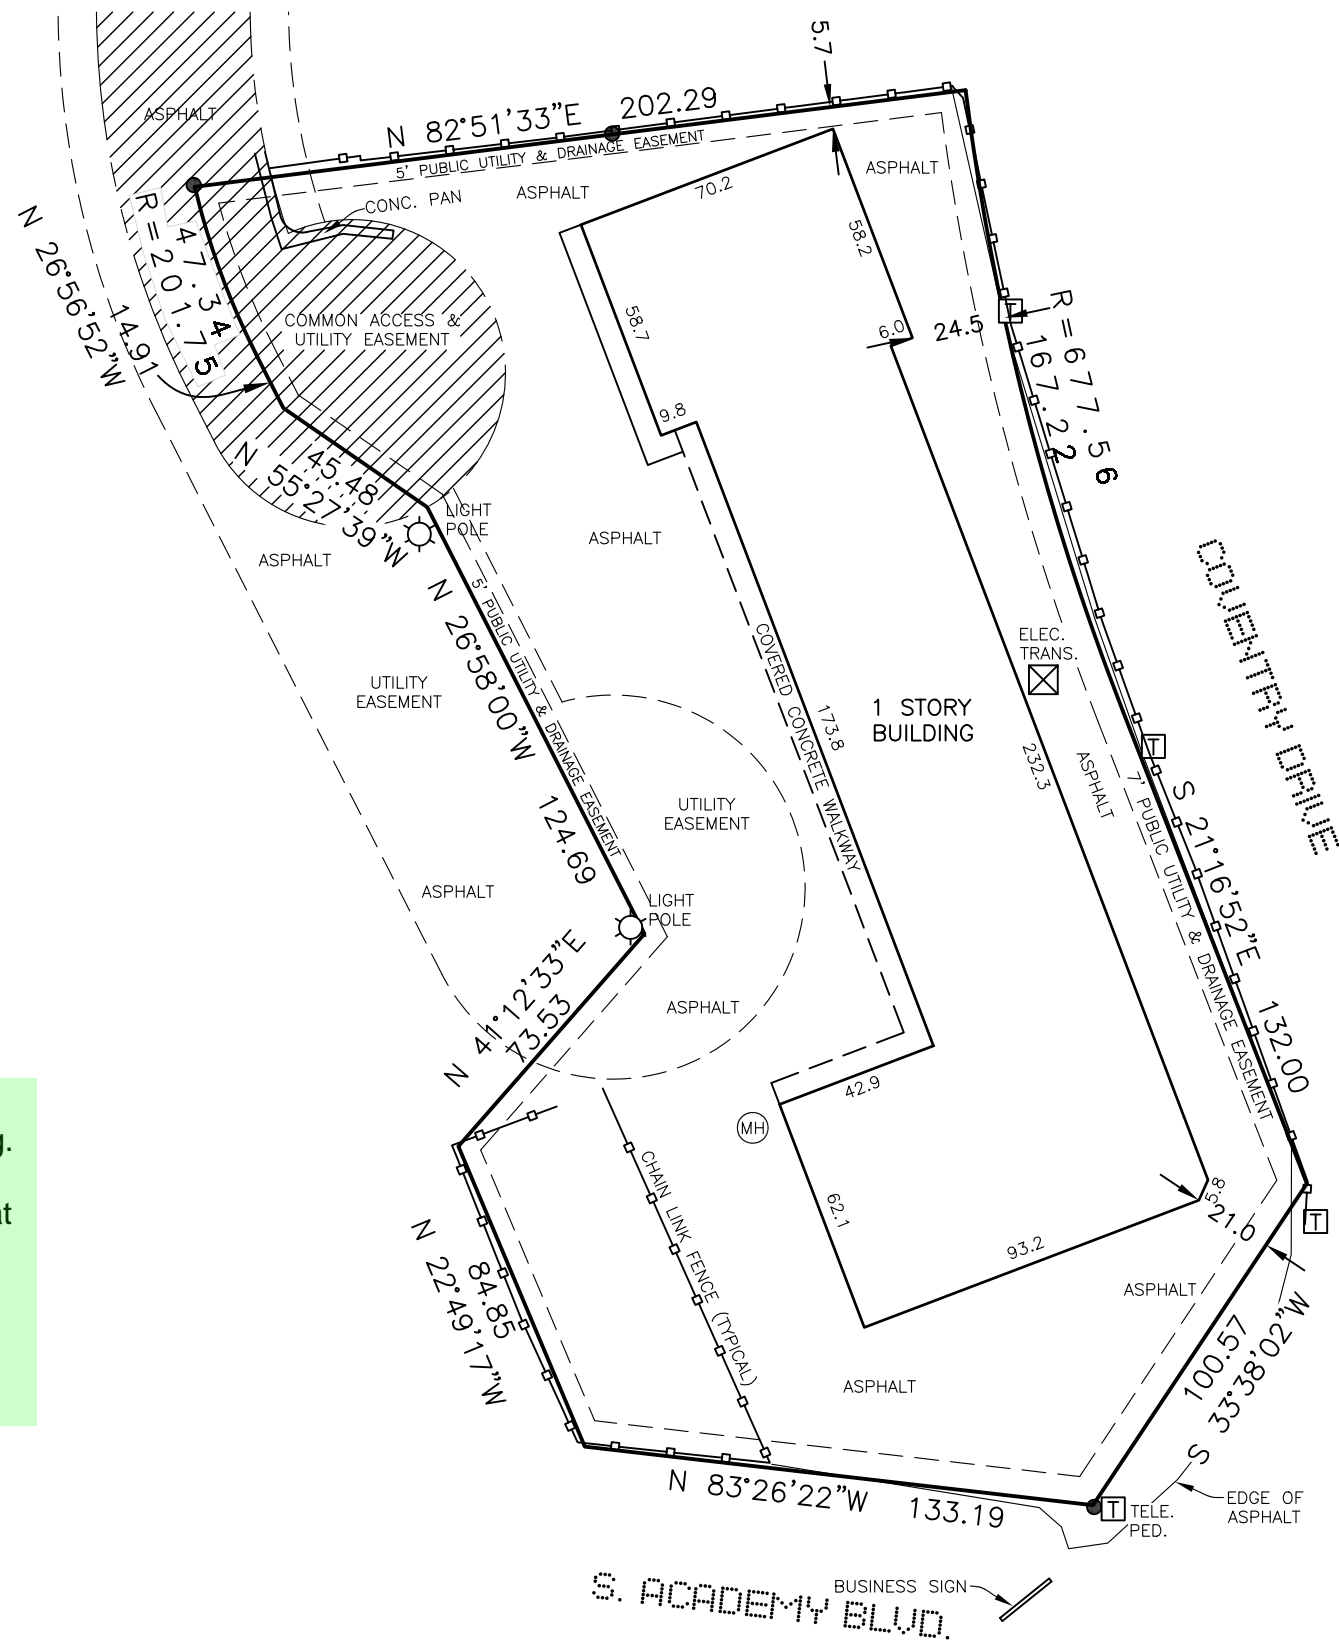 5.7
N 82°51'33"E 202.29
ASPHALT
5' PUBLIC UTILITY & DRAINAGE EASEMENT
ASPHALT
ASPHALT
70.2
CONC. PAN
N 26°56'52"W
14.91
R=201.75
47.34
58.2
58.7
COMMON ACCESS &
UTILITY EASEMENT
6.0
24.5
T
R=677.56
167.22
9.8
45.48
N 55°27'39"W
LIGHT
POLE
ASPHALT
ASPHALT
COVENTRY DRIVE
N 26°58'00"W
124.69
5' PUBLIC UTILITY & DRAINAGE EASEMENT
UTILITY
EASEMENT
COVERED CONCRETE WALKWAY
173.8
1 STORY
BUILDING
ELEC.
TRANS.
232.3
ASPHALT
T
7' PUBLIC UTILITY & DRAINAGE EASEMENT
S 21°16'52"E 132.00
UTILITY
EASEMENT
ASPHALT
LIGHT
POLE
N 41°12'33"E
73.53
ASPHALT
42.9
MH
CHAIN LINK FENCE (TYPICAL)
62.1
93.2
5.8
21.0
T
N 22°49'17"W
84.85
ASPHALT
ASPHALT
100.57
S 33°38'02"W
N 83°26'22"W 133.19
T
TELE.
PED.
EDGE OF
ASPHALT
S. ACADEMY BLVD.
BUSINESS SIGN